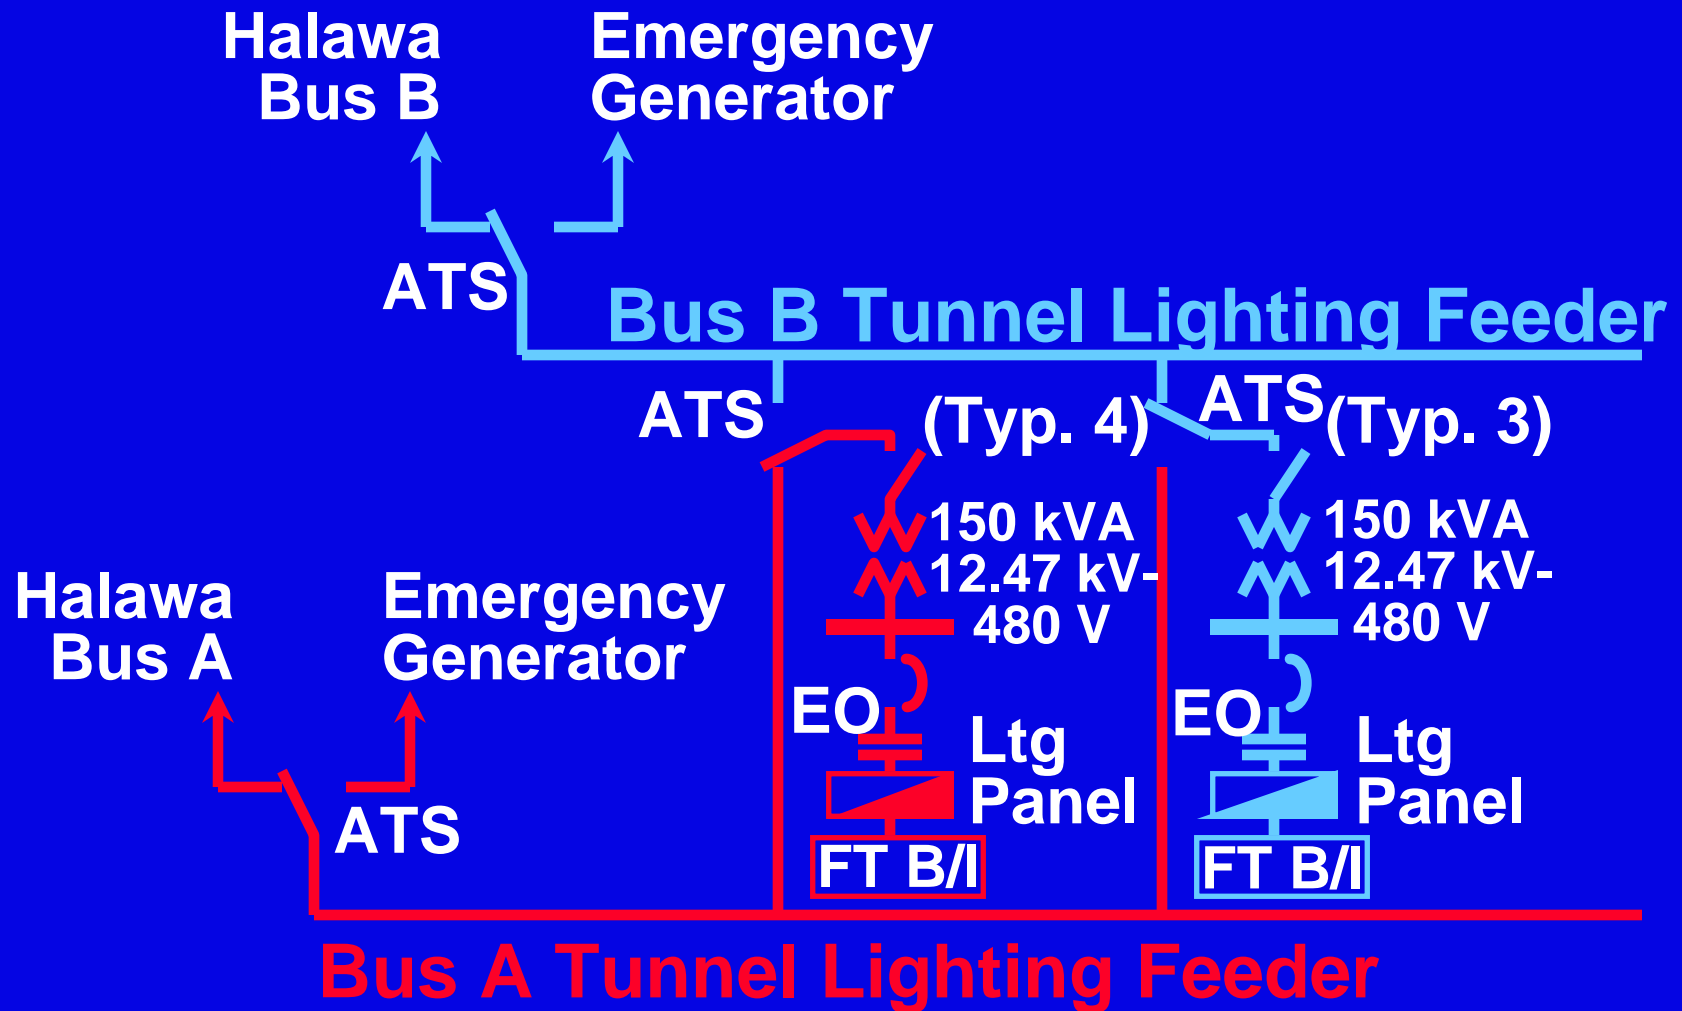 Halawa
Bus B
Emergency
Generator
ATS
Bus B Tunnel Lighting Feeder
ATS
(Typ. 4)
ATS
(Typ. 3)
150 kVA
12.47 kV-
480 V
150 kVA
12.47 kV-
480 V
Halawa
Bus A
Emergency
Generator
ATS
EO
Ltg
Panel
FT B/I
EO
Ltg
Panel
FT B/I
Bus A Tunnel Lighting Feeder